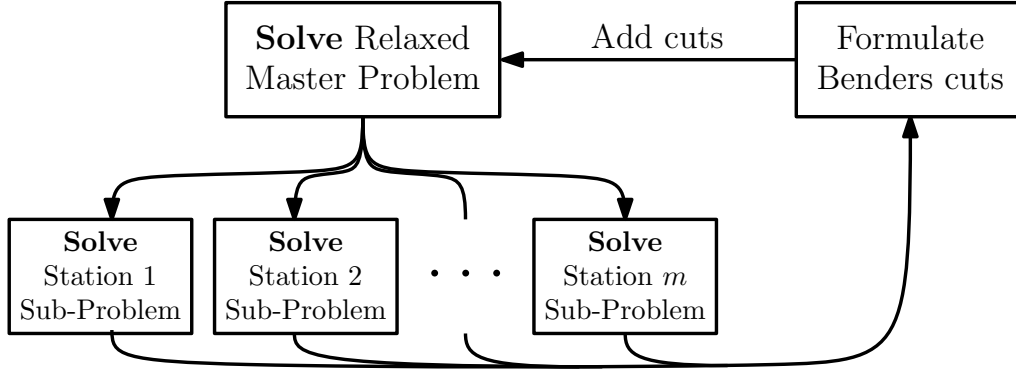 Solve Relaxed
Master Problem
Add cuts
Formulate
Benders cuts
Solve
Station 1
Sub-Problem
Solve
Station 2
Sub-Problem
· · ·
Solve
Station m
Sub-Problem